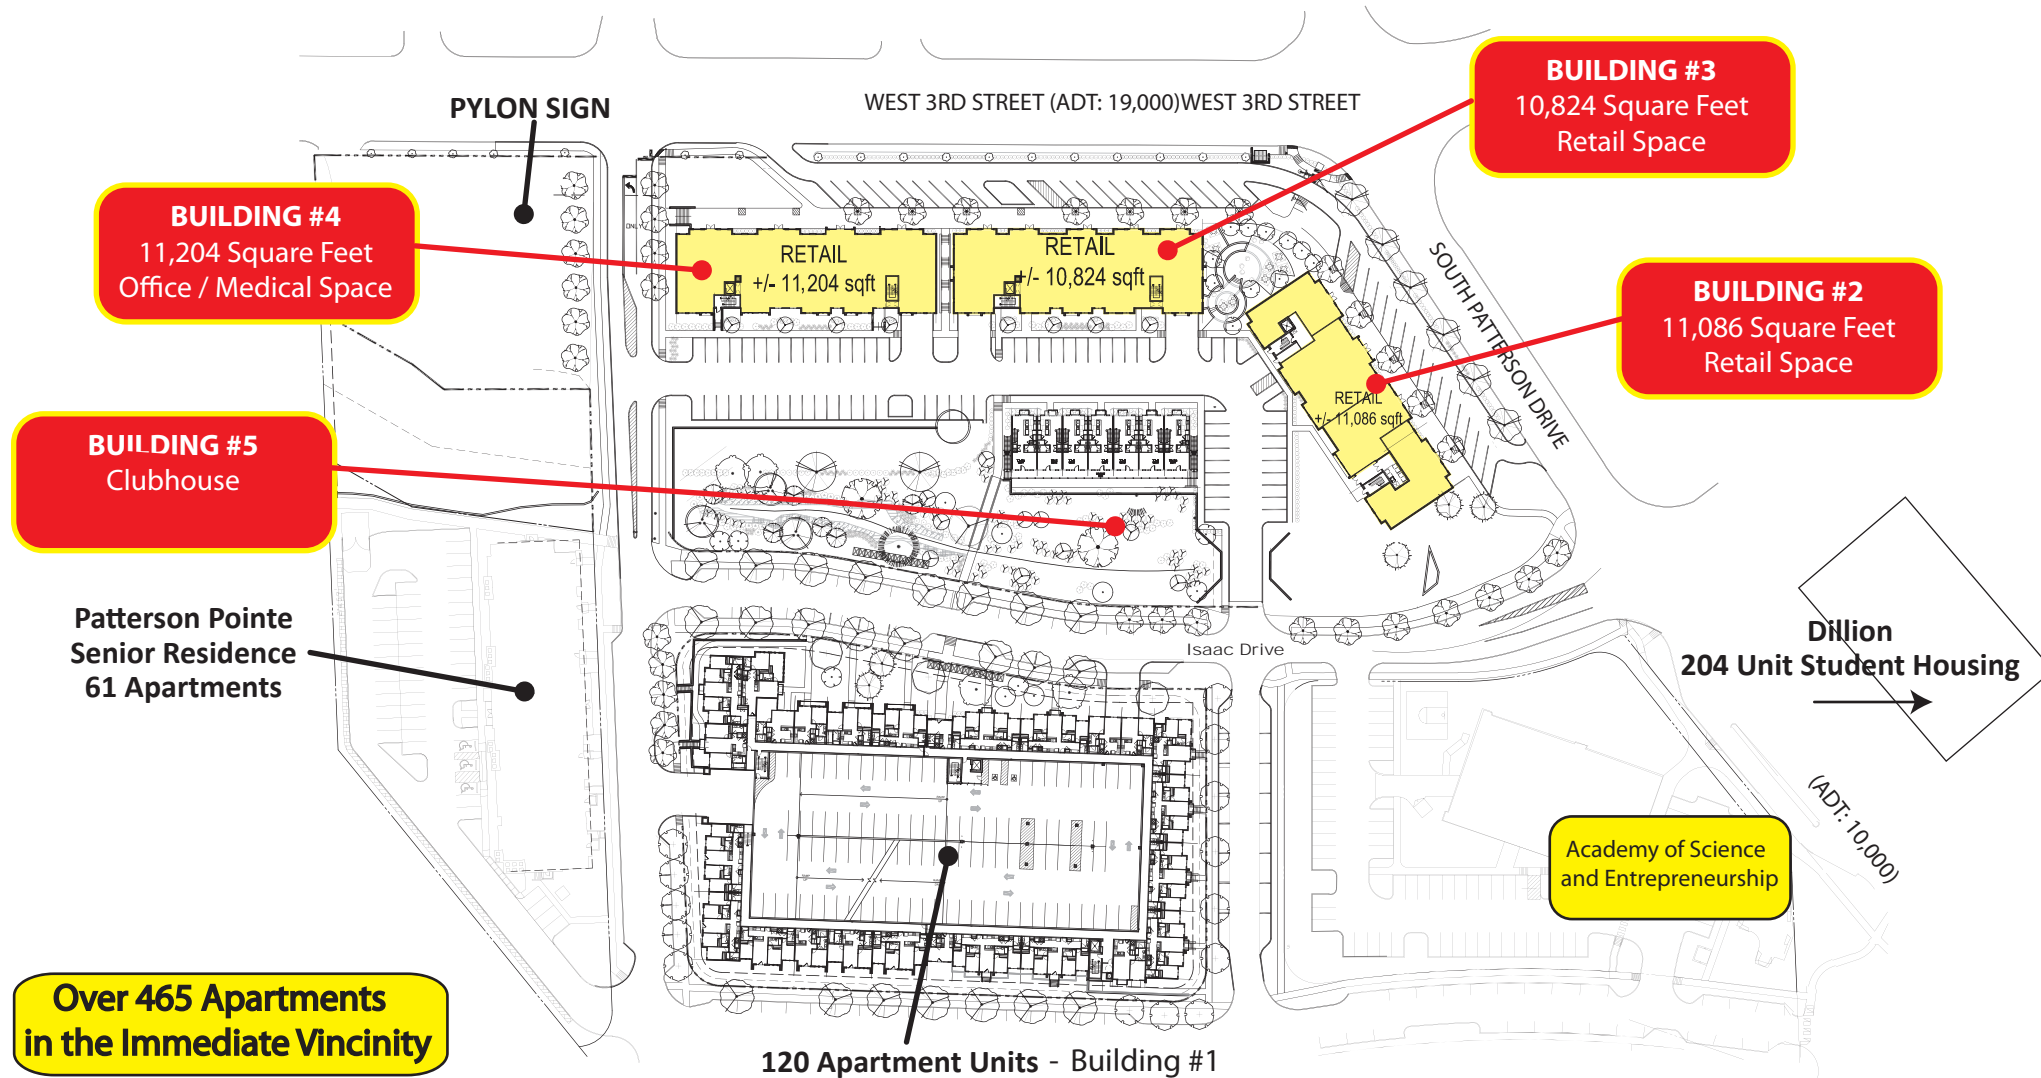 PYLON SIGN
WEST 3RD STREET (ADT: 19,000)WEST 3RD STREET
BUILDING #3
10,824 Square Feet
Retail Space
BUILDING #4
11,204 Square Feet
Office / Medical Space
ONLY
RETAIL
+/- 11,204 sqft
RETAIL
+/- 10,824 sqft
SOUTH PATTERSON DRIVE
BUILDING #2
11,086 Square Feet
Retail Space
RETAIL
+/- 11,086 sqft
BUILDING #5
Clubhouse
Patterson Pointe
Senior Residence
61 Apartments
Isaac Drive
Dillion
204 Unit Student Housing
(ADT: 10,000)
Academy of Science
and Entrepreneurship
Over 465 Apartments
in the Immediate Vincinity
120 Apartment Units - Building #1